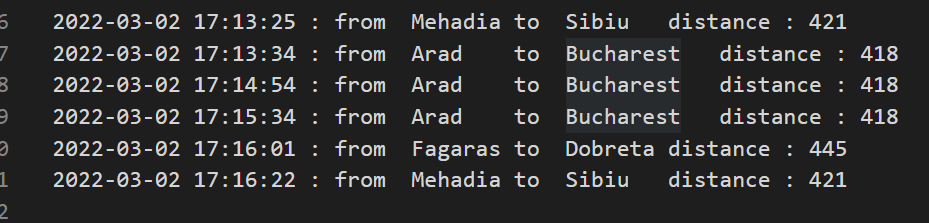 6 2022-03-02 17:13:25 : from  Mehadia to  Sibiu   distance : 421
7 2022-03-02 17:13:34 : from  Arad    to  Bucharest   distance : 418
8 2022-03-02 17:14:54 : from  Arad    to  Bucharest   distance : 418
9 2022-03-02 17:15:34 : from  Arad    to  Bucharest   distance : 418
0 2022-03-02 17:16:01 : from  Fagaras to  Dobreta distance : 445
1 2022-03-02 17:16:22 : from  Mehadia to  Sibiu   distance : 421
2